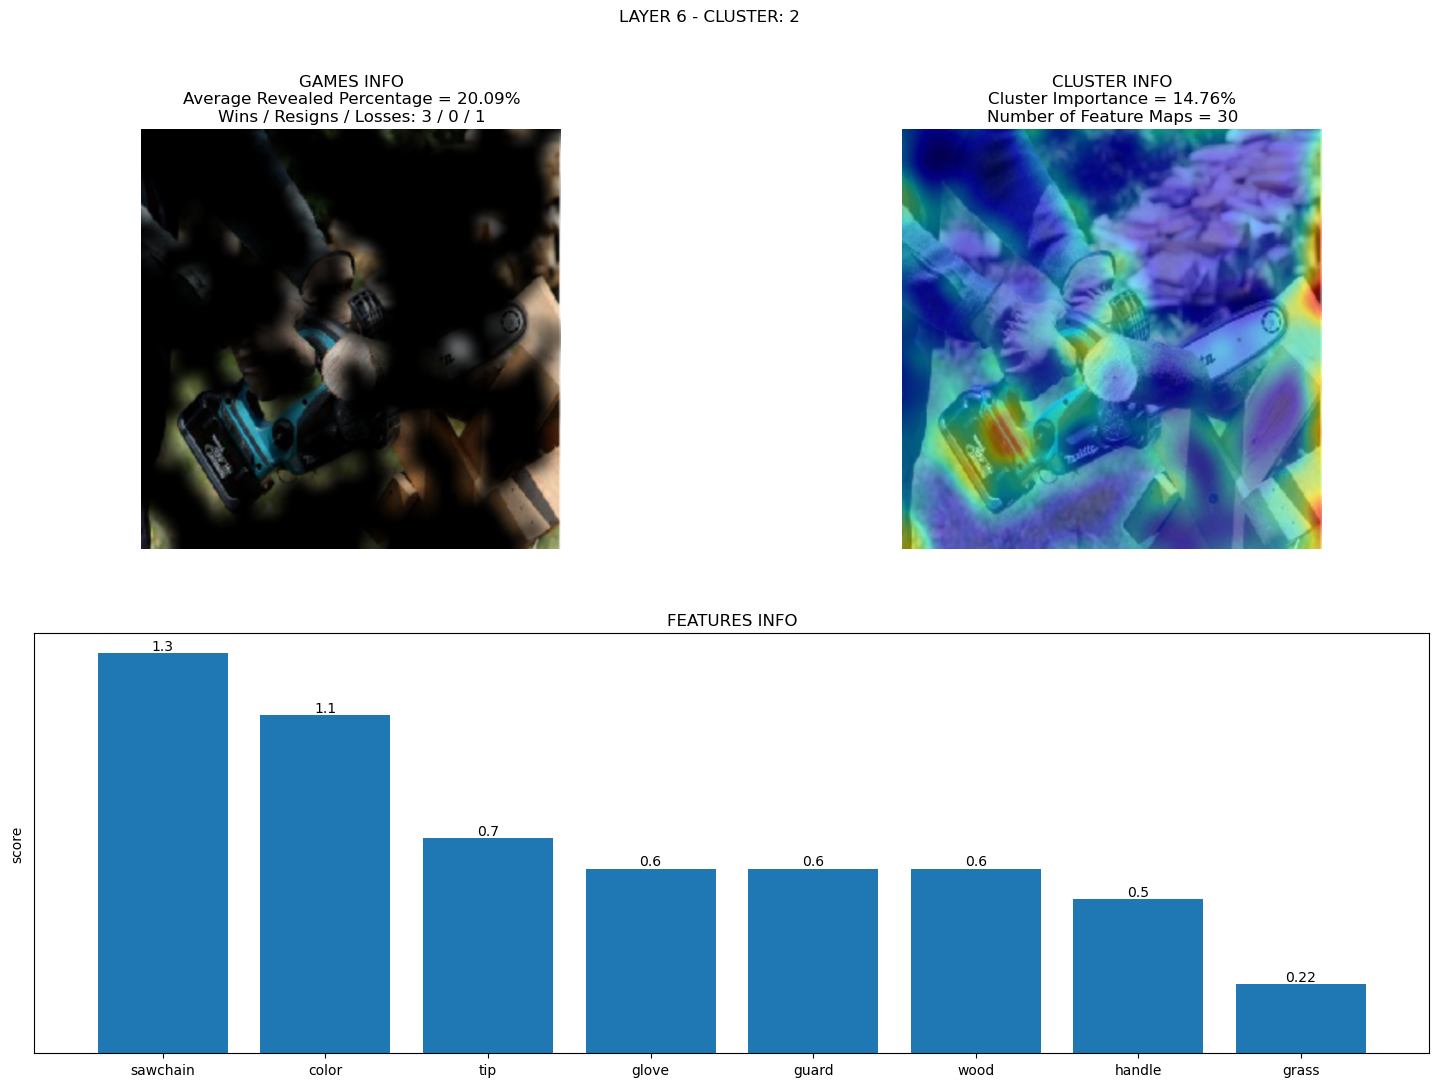 LAYER 6 - CLUSTER: 2
GAMES INFO
Average Revealed Percentage = 20.09%
Wins / Resigns / Losses: 3 / 0 / 1
CLUSTER INFO
Cluster Importance = 14.76%
Number of Feature Maps = 30
FEATURES INFO
score
1.3
1.1
0.7
0.6
0.6
0.6
0.5
0.22
sawchain
color
tip
glove
guard
wood
handle
grass